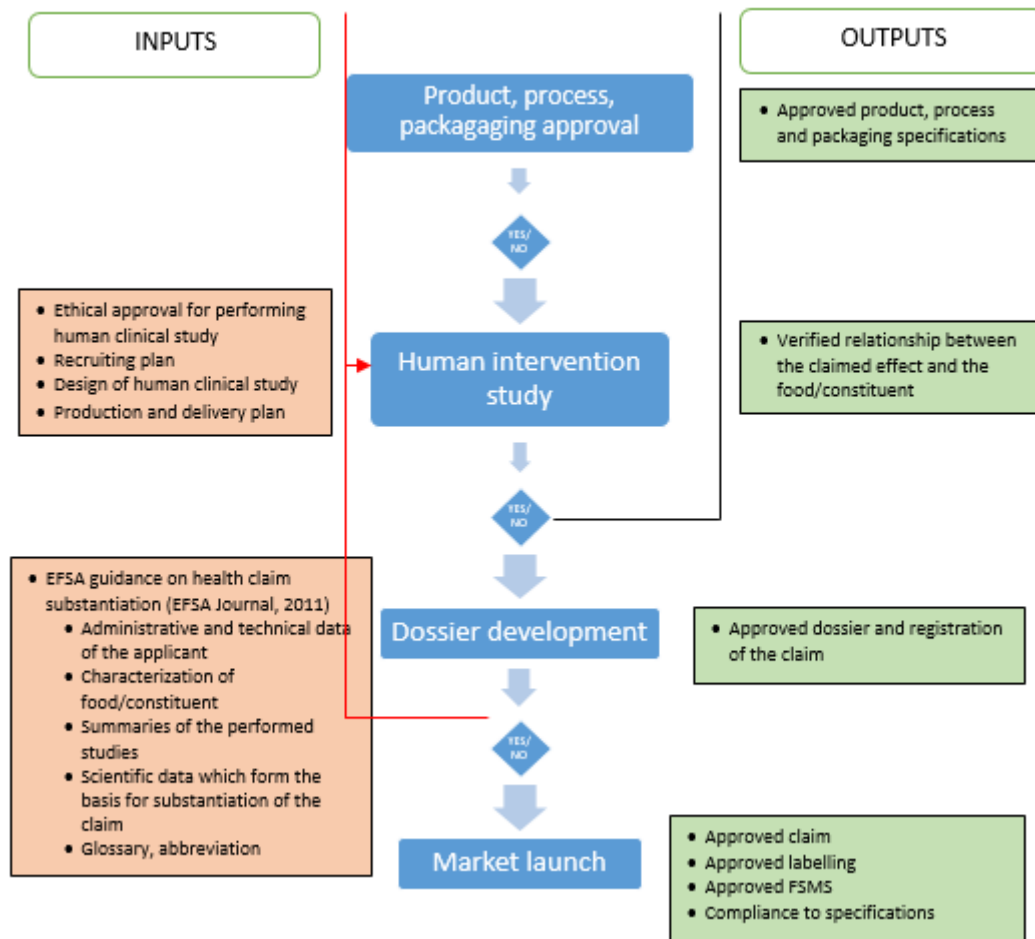 INPUTS
OUTPUTS
Product, process,
packagaging approval
• Approved product, process
and packaging specifications
YES/
NO
• Ethical approval for performing
human clinical study
• Recruiting plan
• Design of human clinical study
• Production and delivery plan
Human intervention
study
• Verified relationship between
the claimed effect and the
food/constituent
YES/
NO
• EFSA guidance on health claim
substantiation (EFSA Journal, 2011)
• Administrative and technical data
of the applicant
• Characterization of
food/constituent
• Summaries of the performed
studies
• Scientific data which form the
basis for substantiation of the
claim
• Glossary, abbreviation
Dossier development
• Approved dossier and registration
of the claim
YES/
NO
Market launch
• Approved claim
• Approved labelling
• Approved FSMS
• Compliance to specifications